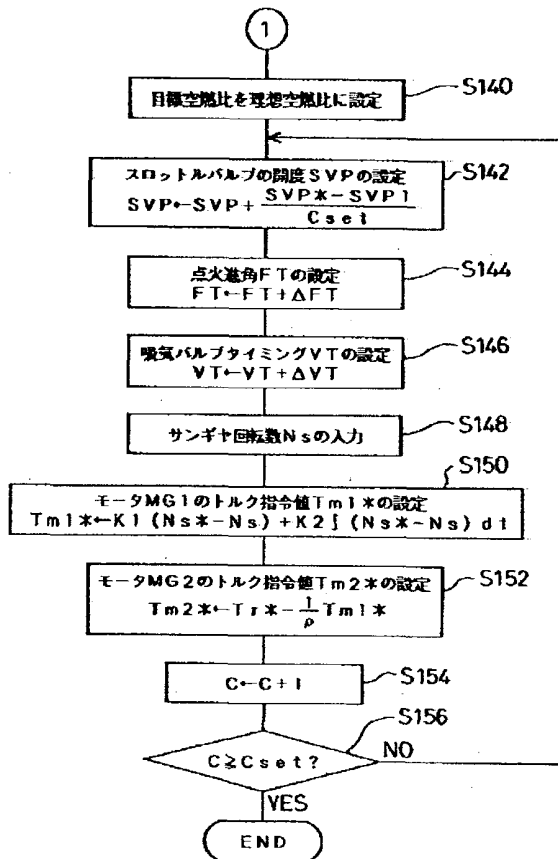 1
目標空燃比を理想空燃比に設定
S140
スロットルバルブの開度SVPの設定
SVP←SVP+(SVP*-SVP1)/Cset
S142
点火進角FTの設定
FT←FT+ΔFT
S144
吸気バルブタイミングVTの設定
VT←VT+ΔVT
S146
サンギヤ回転数Nsの入力
S148
S150
モータMG1のトルク指令値Tm1*の設定
Tm1*←K1(Ns*-Ns)+K2∫(Ns*-Ns)dt
モータMG2のトルク指令値Tm2*の設定
Tm2*←Tr*-1/ρ Tm1*
S152
C←C+1
S154
S156
C≧Cset?
NO
YES
END